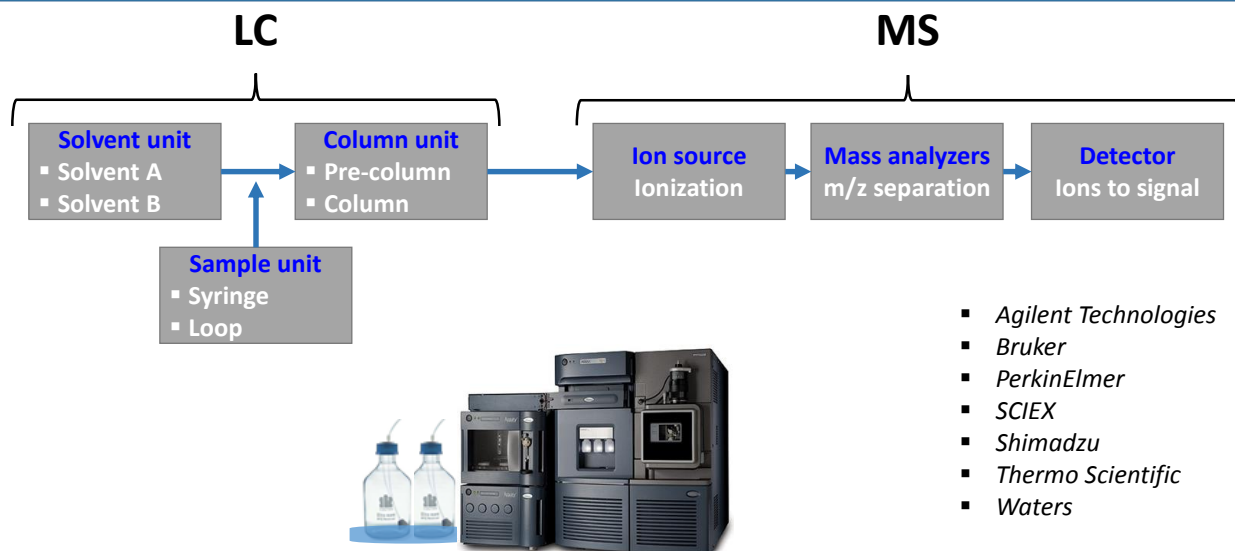 LC
MS
Solvent unit
▪ Solvent A
▪ Solvent B
Column unit
▪ Pre-column
▪ Column
Ion source
Ionization
Mass analyzers
m/z separation
Detector
Ions to signal
Sample unit
▪ Syringe
▪ Loop
▪ Agilent Technologies
▪ Bruker
▪ PerkinElmer
▪ SCIEX
▪ Shimadzu
▪ Thermo Scientific
▪ Waters